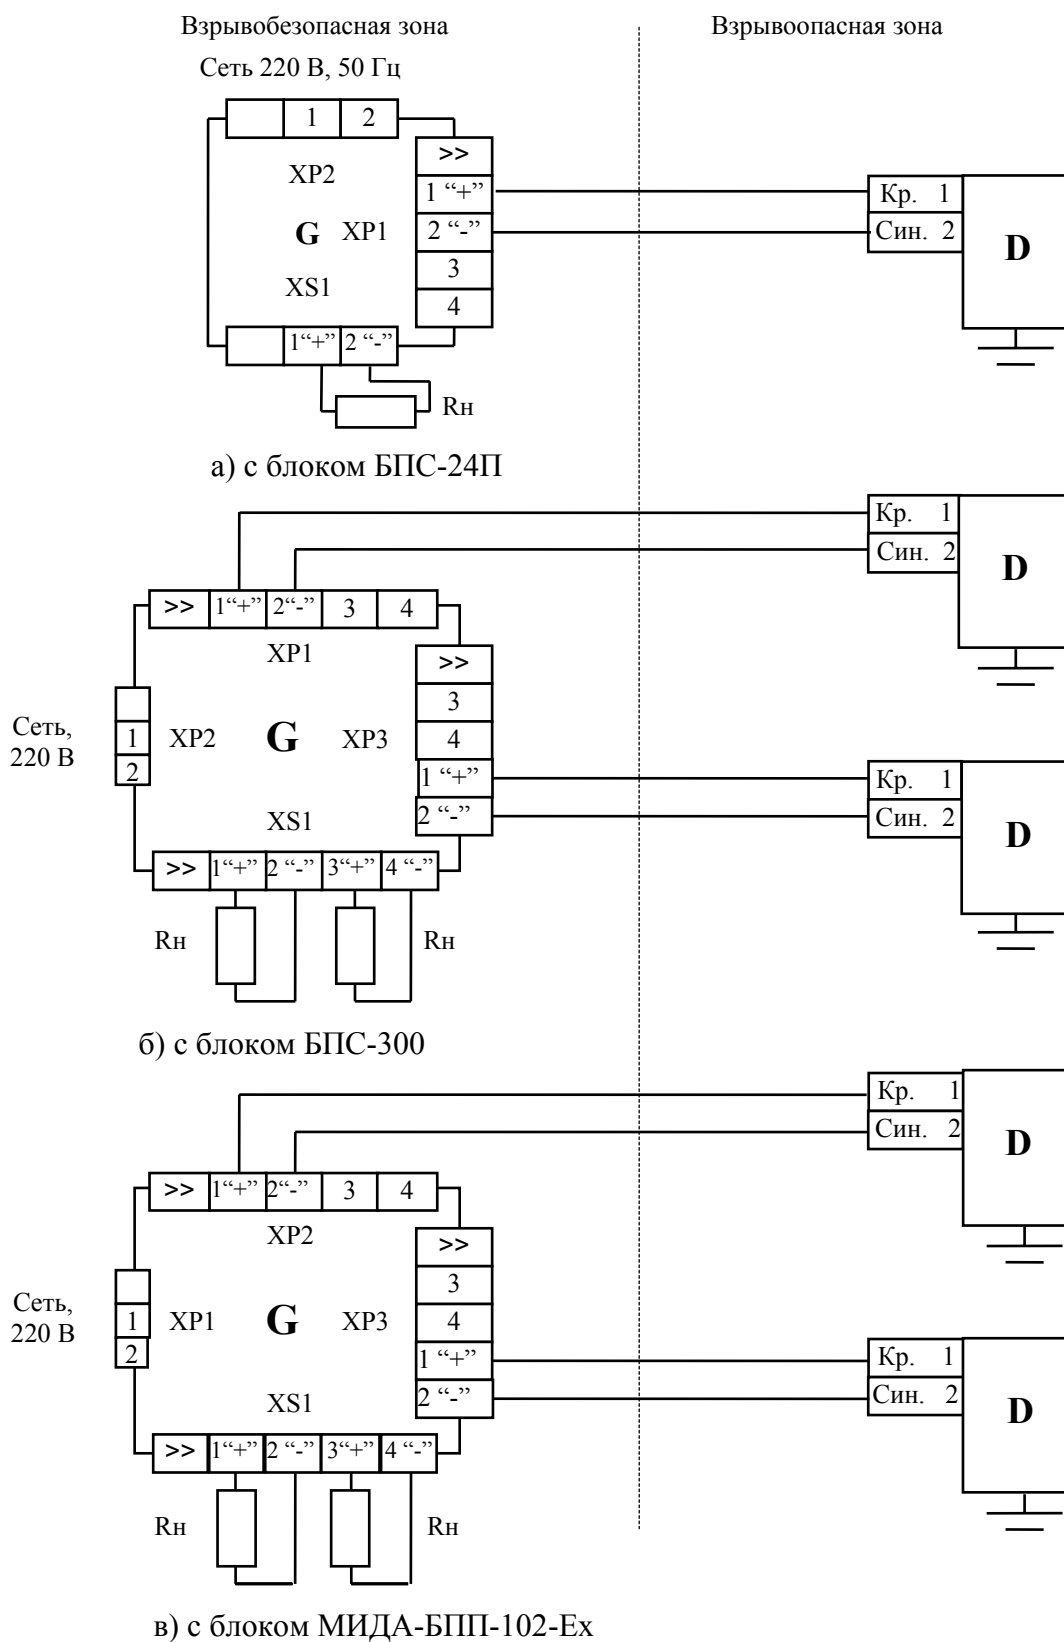 Взрывобезопасная зона
Взрывоопасная зона
Сеть 220 В, 50 Гц
1 2
>>
XP2
1 “+”
Кр. 1
G XP1
2 “-”
Син. 2
D
3
XS1
4
1“+” 2 “-”
Rн
а) с блоком БПС-24П
Кр. 1
Син. 2
D
>> 1“+” 2“-” 3 4
XP1
>>
3
Сеть,
220 В
1
2
XP2 G XP3
4
1 “+”
Кр. 1
2 “-”
Син. 2
D
XS1
>> 1“+” 2 “-” 3“+” 4 “-”
Rн Rн
б) с блоком БПС-300
Кр. 1
Син. 2
D
>> 1“+” 2“-” 3 4
XP2
>>
3
Сеть,
220 В
1
2
XP1 G XP3
4
1 “+”
Кр. 1
2 “-”
Син. 2
D
XS1
>> 1“+” 2 “-” 3“+” 4 “-”
Rн Rн
в) с блоком МИДА-БПП-102-Ex